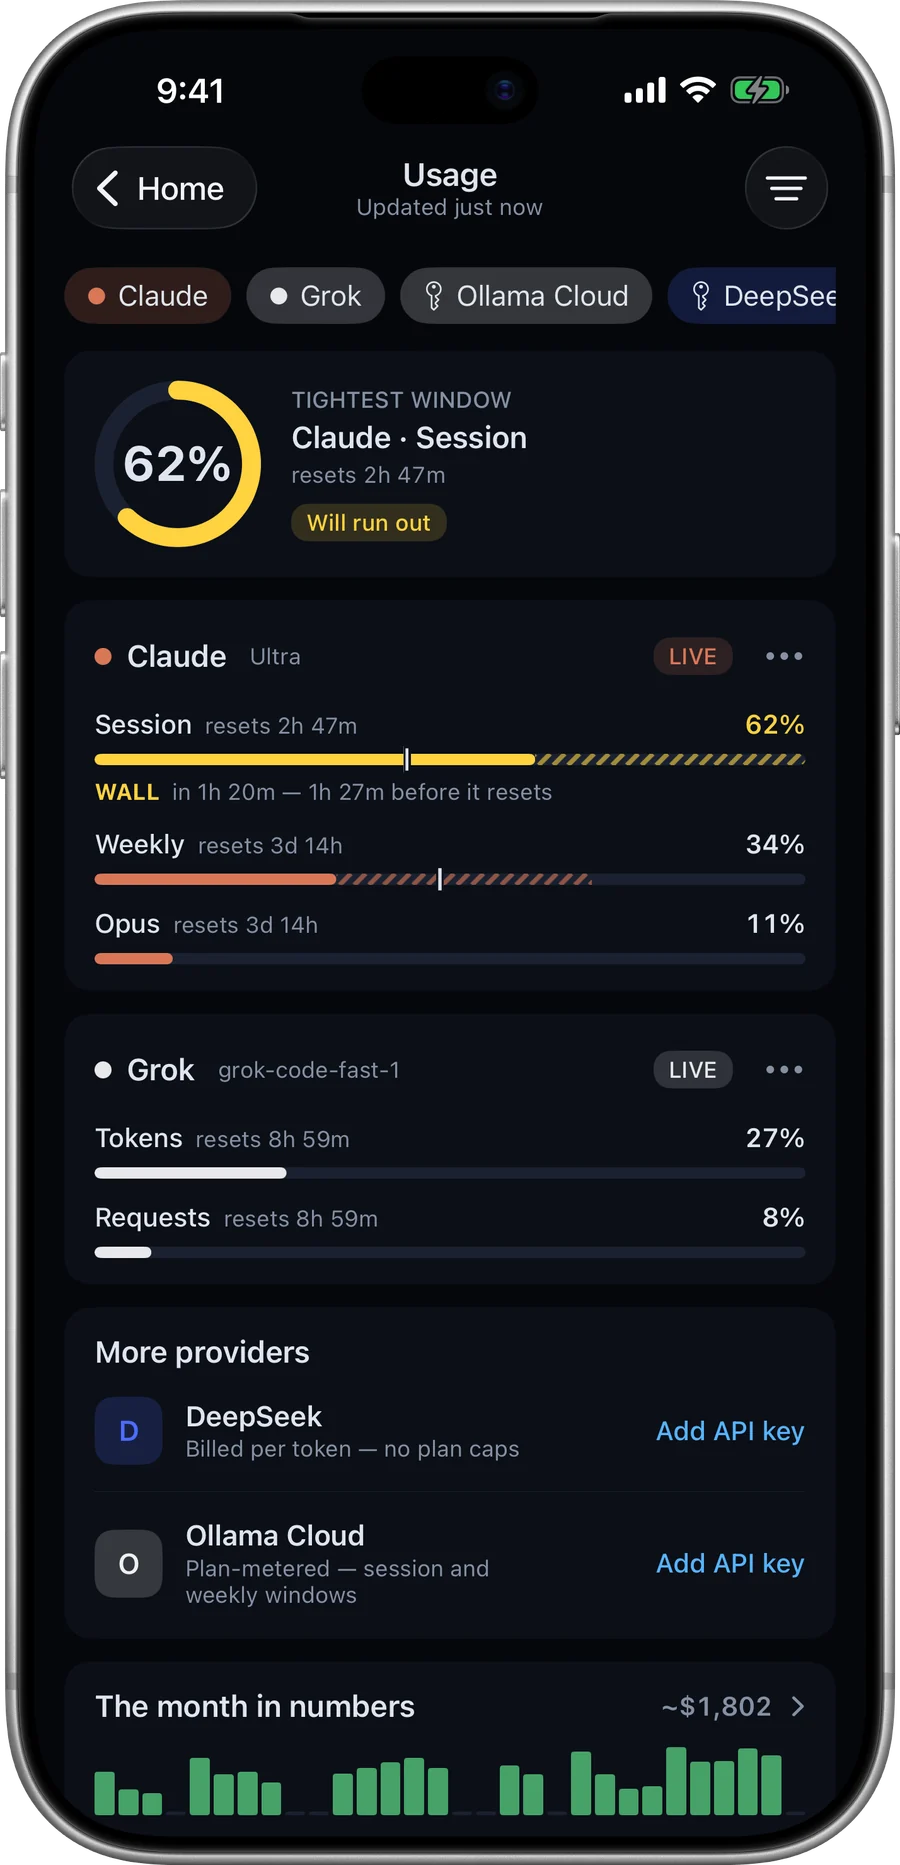 9:41
Home
Usage
Updated just now
Claude
Grok
Ollama Cloud
DeepSee
62%
TIGHTEST WINDOW
Claude · Session
resets 2h 47m
Will run out
Claude Ultra LIVE
Session resets 2h 47m 62%
WALL in 1h 20m — 1h 27m before it resets
Weekly resets 3d 14h 34%
Opus resets 3d 14h 11%
Grok grok-code-fast-1 LIVE
Tokens resets 8h 59m 27%
Requests resets 8h 59m 8%
More providers
D
DeepSeek
Billed per token — no plan caps
Add API key
O
Ollama Cloud
Plan-metered — session and
weekly windows
Add API key
The month in numbers ~$1,802